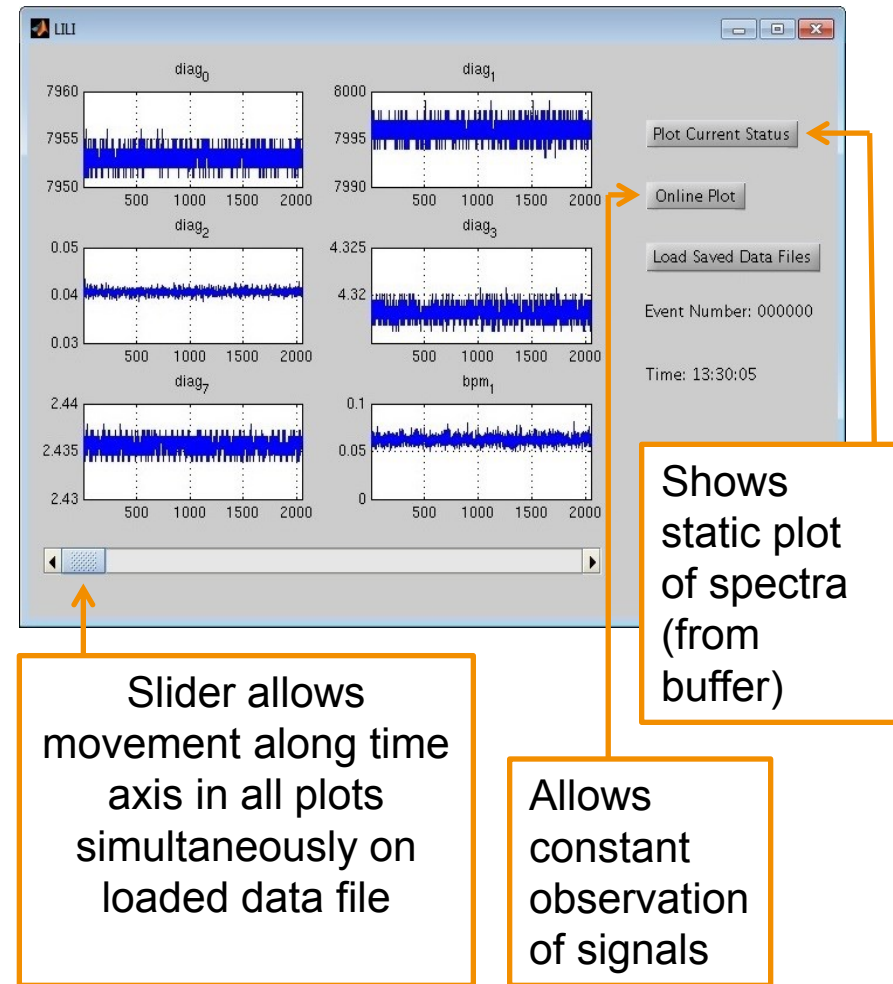 LILI
diag0
7960
7955
7950
500 1000 1500 2000
diag1
8000
7995
7990
500 1000 1500 2000
diag2
0.05
0.04
0.03
500 1000 1500 2000
diag3
4.325
4.32
500 1000 1500 2000
diag7
2.44
2.435
2.43
500 1000 1500 2000
bpm1
0.1
0.05
0
500 1000 1500 2000
Plot Current Status
Online Plot
Load Saved Data Files
Event Number: 000000
Time: 13:30:05
Shows
static plot
of spectra
(from
buffer)
Slider allows
movement along time
axis in all plots
simultaneously on
loaded data file
Allows
constant
observation
of signals